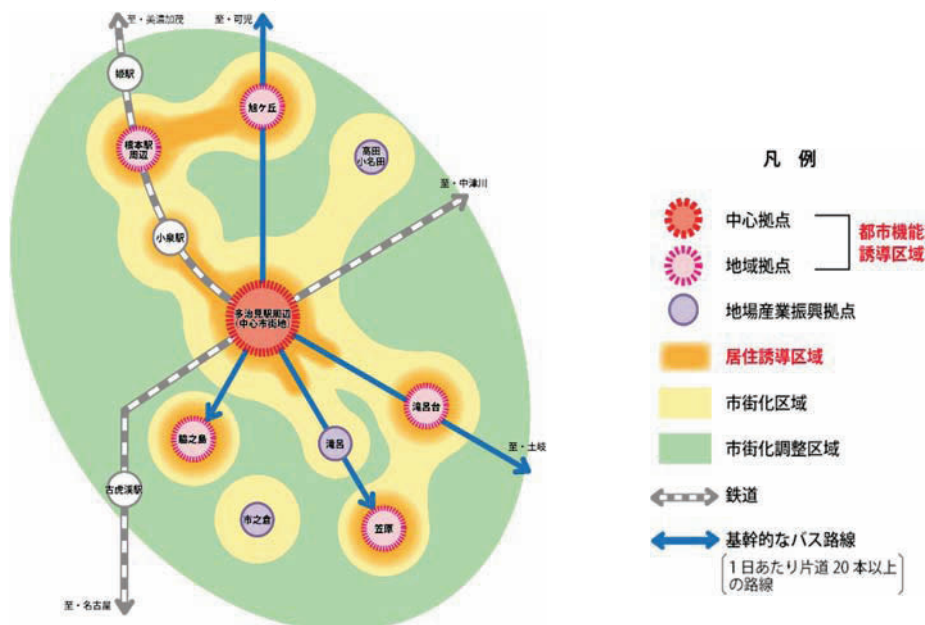 至・美濃加茂
至・可児
姫駅
旭ケ丘
根本駅
周辺
高田
小名田
至・中津川
小泉駅
多治見駅周辺
(中心市街地)
滝呂台
脇之島
滝呂
至・土岐
古虎渓駅
市之倉
笠原
至・名古屋
凡 例
中心拠点
地域拠点
都市機能
誘導区域
地場産業振興拠点
居住誘導区域
市街化区域
市街化調整区域
鉄道
基幹的なバス路線
1日あたり片道 20 本以上
の路線